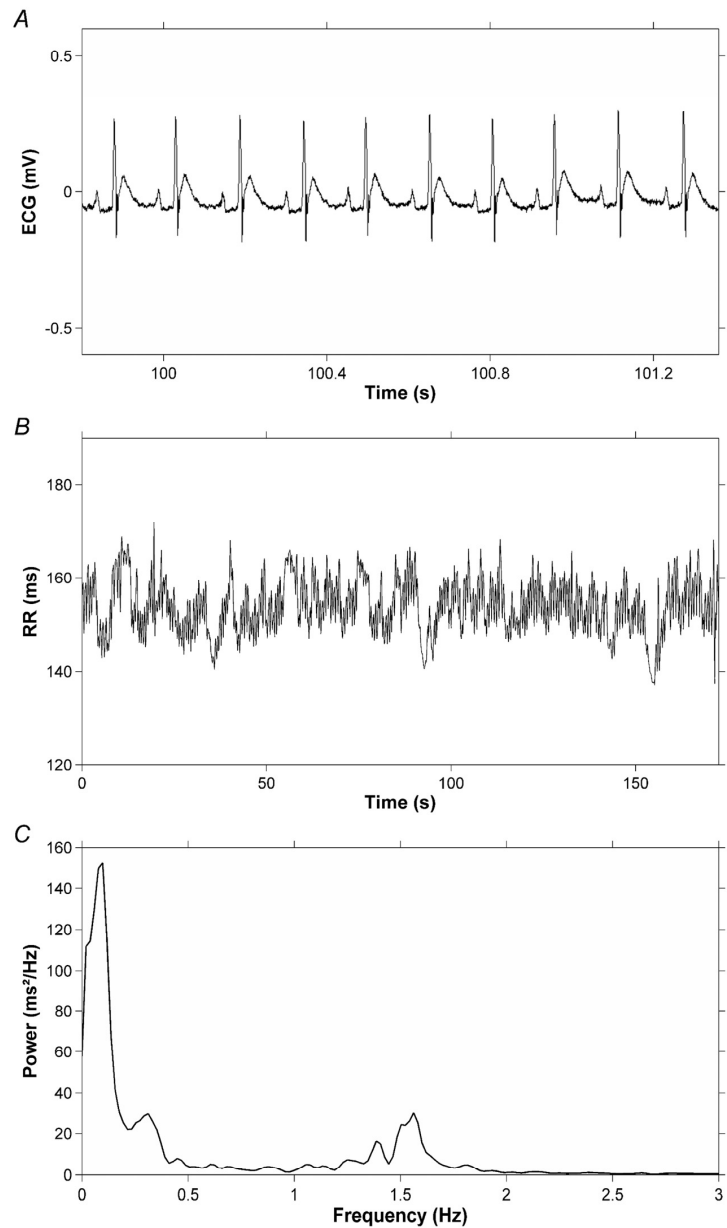 A
0.5
0
-0.5
ECG (mV)
100 100.4 100.8 101.2
Time (s)
B
180
160
140
120
RR (ms)
0 50 100 150
Time (s)
C
160
140
120
100
80
60
40
20
0
Power (ms²/Hz)
0 0.5 1 1.5 2 2.5 3
Frequency (Hz)